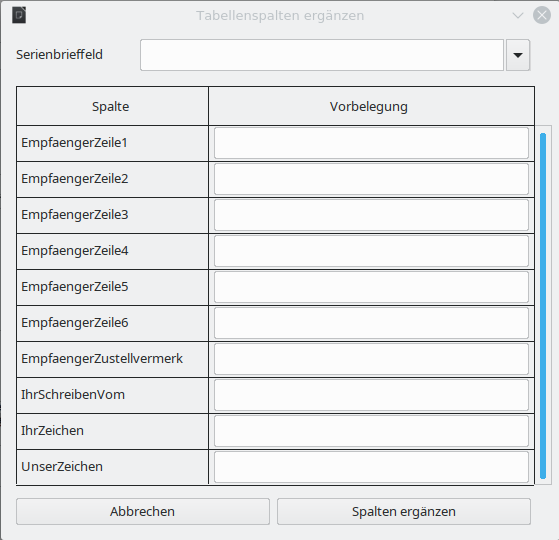 Tabellenspalten ergänzen
Serienbrieffeld
Spalte Vorbelegung
EmpfaengerZeile1
EmpfaengerZeile2
EmpfaengerZeile3
EmpfaengerZeile4
EmpfaengerZeile5
EmpfaengerZeile6
EmpfaengerZustellvermerk
IhrSchreibenVom
IhrZeichen
UnserZeichen
Abbrechen Spalten ergänzen